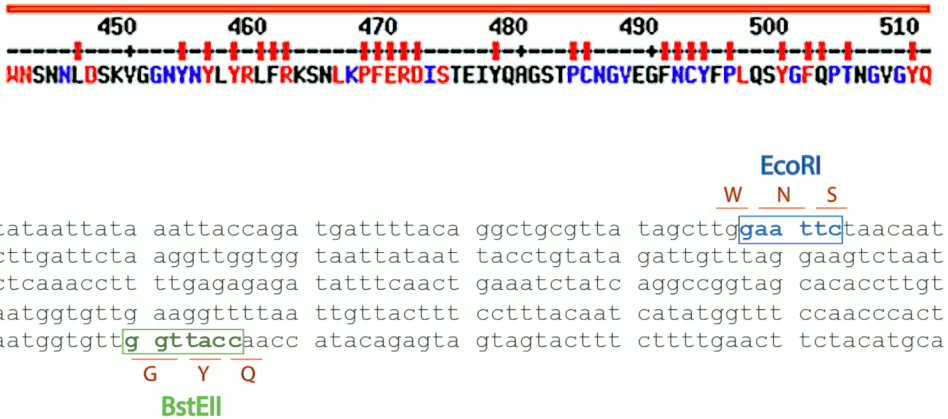 450 460 470 480 490 500 510
WNSNNLDSKVGGNYNYLYRLFRKSNLKPFERDISTEIYQAGSTPCNGVEGFNCYFPLQSYGFQPTNGVGYQ
EcoRI
W N S
tataattata aattaccaga tgattttaca ggctgcgtta tagcttggaa ttctaacaat
cttgattcta aggttggtgg taattataat tacctgtata gattgtttag gaagtctaat
ctcaaacctt ttgagagaga tatttcaact gaaatctatc aggccggtag cacaccttgt
aatggtgttg aaggttttaa ttgttacttt cctttacaat catatggttt ccaacccact
aatggtgttg gttaccaacc atacagagta gtagtacttt cttttgaact tctacatgca
G Y Q
BstEII